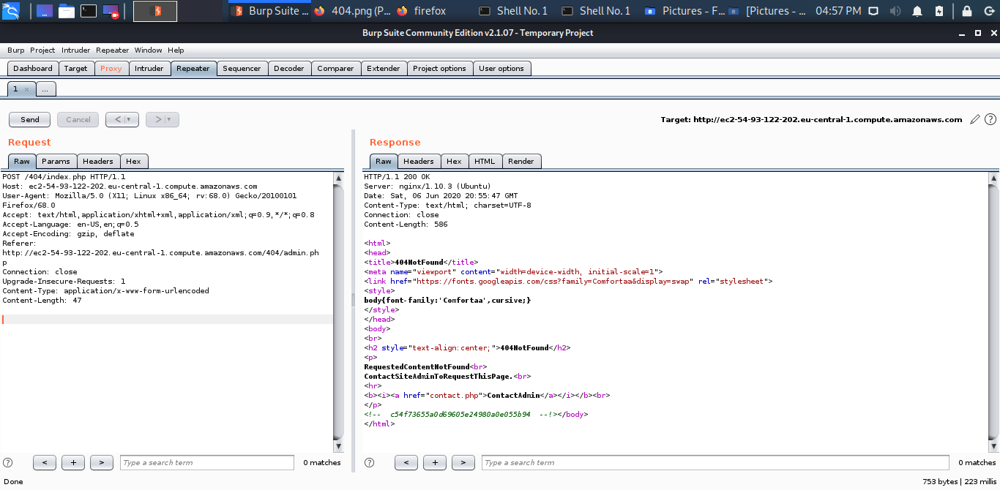 Burp Suite ... 404.png (P... firefox Shell No. 1 Shell No. 1 Pictures - F... [Pictures - ... 04:57 PM
Burp Suite Community Edition v2.1.07 - Temporary Project
Burp Project Intruder Repeater Window Help
Dashboard Target Proxy Intruder Repeater Sequencer Decoder Comparer Extender Project options User options
1 × ...
Send Cancel < | ▾ > | ▾ Target: http://ec2-54-93-122-202.eu-central-1.compute.amazonaws.com ?
Request
Raw Params Headers Hex
POST /404/index.php HTTP/1.1
Host: ec2-54-93-122-202.eu-central-1.compute.amazonaws.com
User-Agent: Mozilla/5.0 (X11; Linux x86_64; rv:68.0) Gecko/20100101
Firefox/68.0
Accept: text/html,application/xhtml+xml,application/xml;q=0.9,*/*;q=0.8
Accept-Language: en-US,en;q=0.5
Accept-Encoding: gzip, deflate
Referer:
http://ec2-54-93-122-202.eu-central-1.compute.amazonaws.com/404/admin.ph
p
Connection: close
Upgrade-Insecure-Requests: 1
Content-Type: application/x-www-form-urlencoded
Content-Length: 47
? < + > Type a search term 0 matches
Response
Raw Headers Hex HTML Render
HTTP/1.1 200 OK
Server: nginx/1.10.3 (Ubuntu)
Date: Sat, 06 Jun 2020 20:55:47 GMT
Content-Type: text/html; charset=UTF-8
Connection: close
Content-Length: 586
<html>
<head>
<title>404NotFound</title>
<meta name="viewport" content="width=device-width, initial-scale=1">
<link href="https://fonts.googleapis.com/css?family=Comfortaa&display=swap" rel="stylesheet">
<style>
body{font-family:'Comfortaa',cursive;}
</style>
</head>
<body>
<br>
<h2 style="text-align:center;">404NotFound</h2>
<p>
RequestedContentNotFound<br>
ContactSiteAdminToRequestThisPage.<br>
<hr>
<b><i><a href="contact.php">ContactAdmin</a></i></b><br>
</p>
<!-- c54f73655a0d69605e24980a0e055b94 --!></body>
</html>
? < + > Type a search term 0 matches
Done 753 bytes | 223 millis